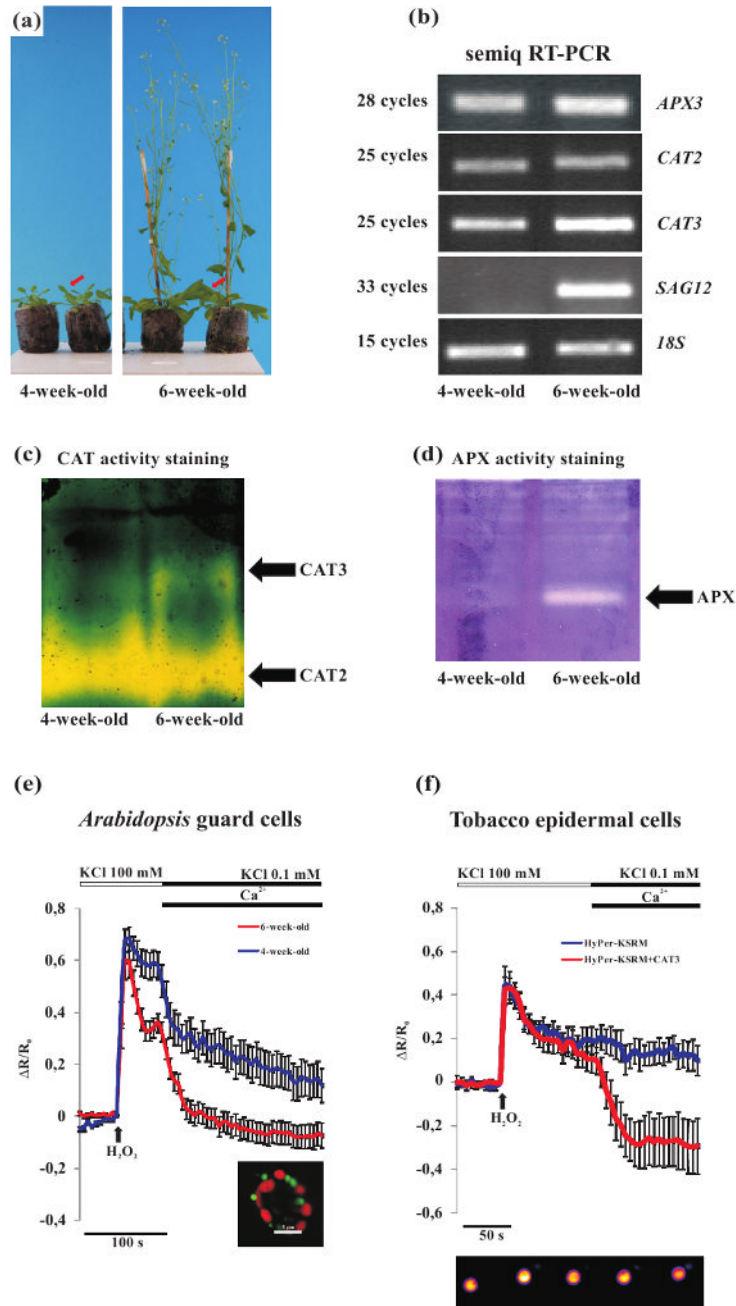 (a)
4-week-old 6-week-old
(b)
semiq RT-PCR
28 cycles APX3
25 cycles CAT2
25 cycles CAT3
33 cycles SAG12
15 cycles 18S
4-week-old 6-week-old
(c) CAT activity staining
CAT3
CAT2
4-week-old 6-week-old
(d) APX activity staining
APX
4-week-old 6-week-old
(e)
Arabidopsis guard cells
KCl 100 mM KCl 0.1 mM
Ca²⁺
0,8
0,6
0,4
0,2
0
-0,2
-0,4
ΔR/R₀
6-week-old
4-week-old
H₂O₂
100 s
(f)
Tobacco epidermal cells
KCl 100 mM KCl 0.1 mM
Ca²⁺
0,8
0,6
0,4
0,2
0
-0,2
-0,4
-0,6
ΔR/R₀
HyPer-KSRM
HyPer-KSRM+CAT3
H₂O₂
50 s